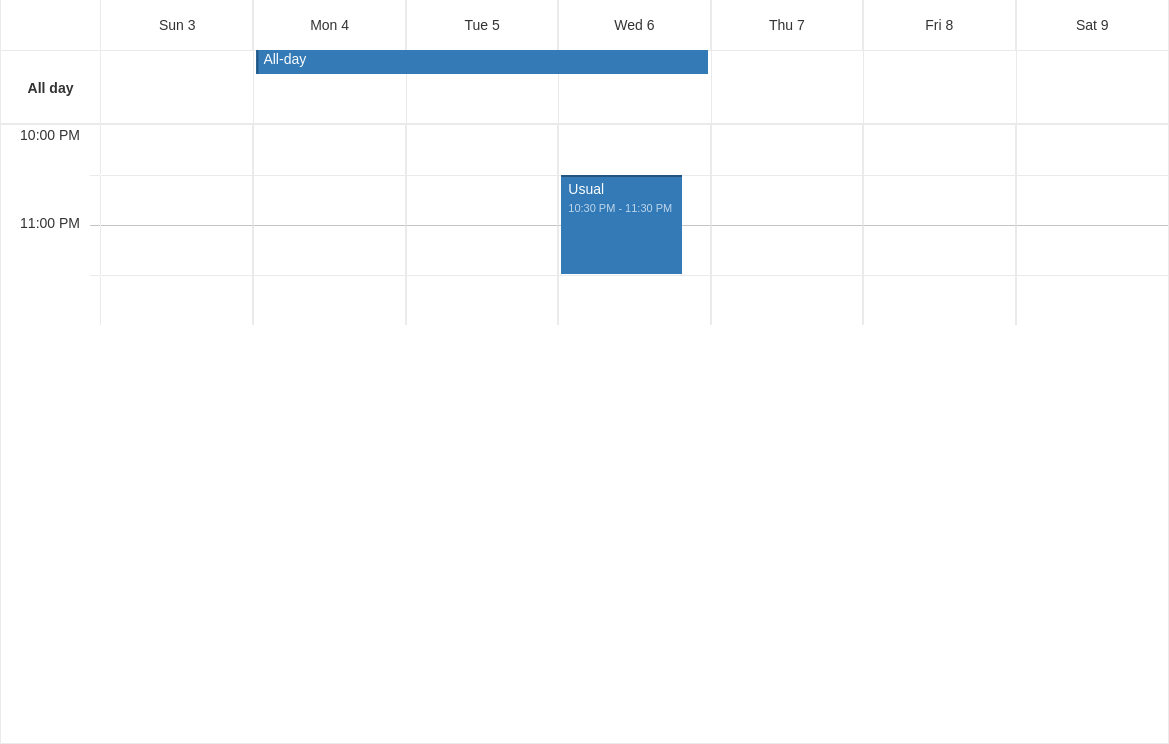 Sun 3
Mon 4
Tue 5
Wed 6
Thu 7
Fri 8
Sat 9
All day
All-day
10:00 PM
Usual
10:30 PM - 11:30 PM
11:00 PM